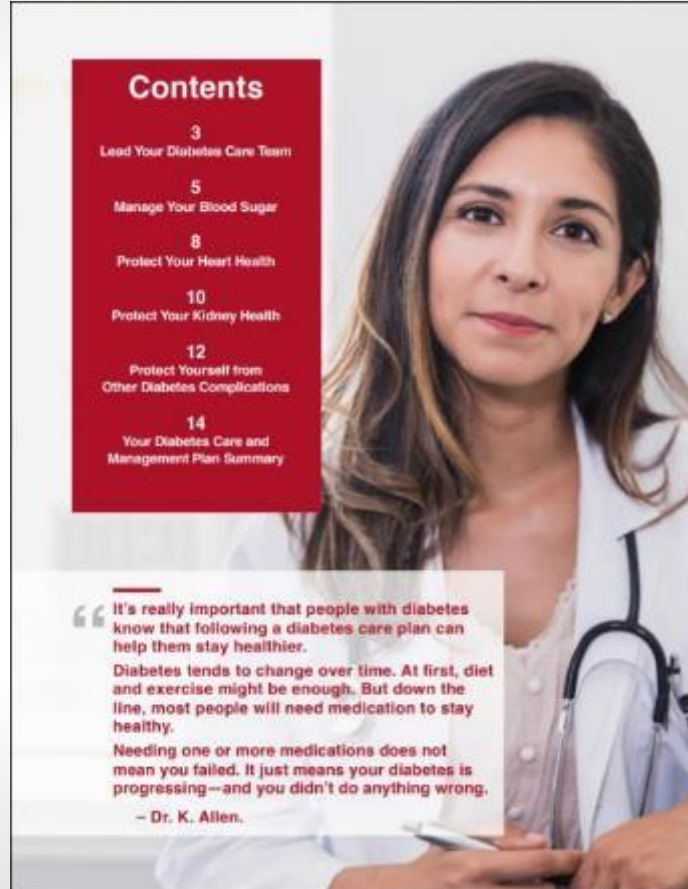 Contents
3
Lead Your Diabetes Care Team
5
Manage Your Blood Sugar
8
Protect Your Heart Health
10
Protect Your Kidney Health
12
Protect Yourself from
Other Diabetes Complications
14
Your Diabetes Care and
Management Plan Summary
“ It's really important that people with diabetes
know that following a diabetes care plan can
help them stay healthier.
Diabetes tends to change over time. At first, diet
and exercise might be enough. But down the
line, most people will need medication to stay
healthy.
Needing one or more medications does not
mean you failed. It just means your diabetes is
progressing—and you didn't do anything wrong.
– Dr. K. Allen.